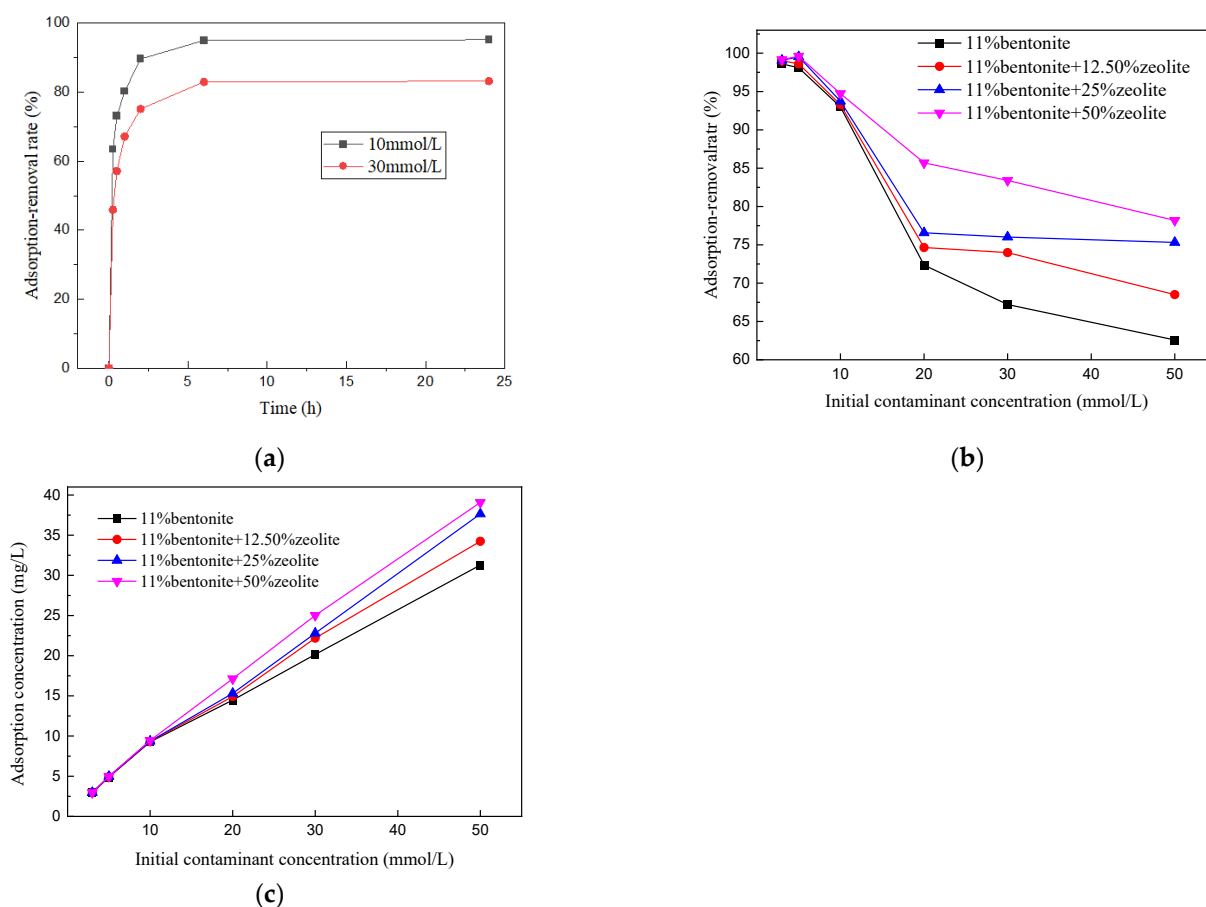 100
80
60
40
20
0
Adsorption-removal rate (%)
10mmol/L
30mmol/L
0 5 10 15 20 25
Time (h)
(a)
100
95
90
85
80
75
70
65
60
Adsorption-removalratr (%)
11%bentonite
11%bentonite+12.50%zeolite
11%bentonite+25%zeolite
11%bentonite+50%zeolite
10 20 30 40 50
Initial contaminant concentration (mmol/L)
(b)
40
35
30
25
20
15
10
5
0
Adsorption concentration (mg/L)
11%bentonite
11%bentonite+12.50%zeolite
11%bentonite+25%zeolite
11%bentonite+50%zeolite
10 20 30 40 50
Initial contaminant concentration (mmol/L)
(c)